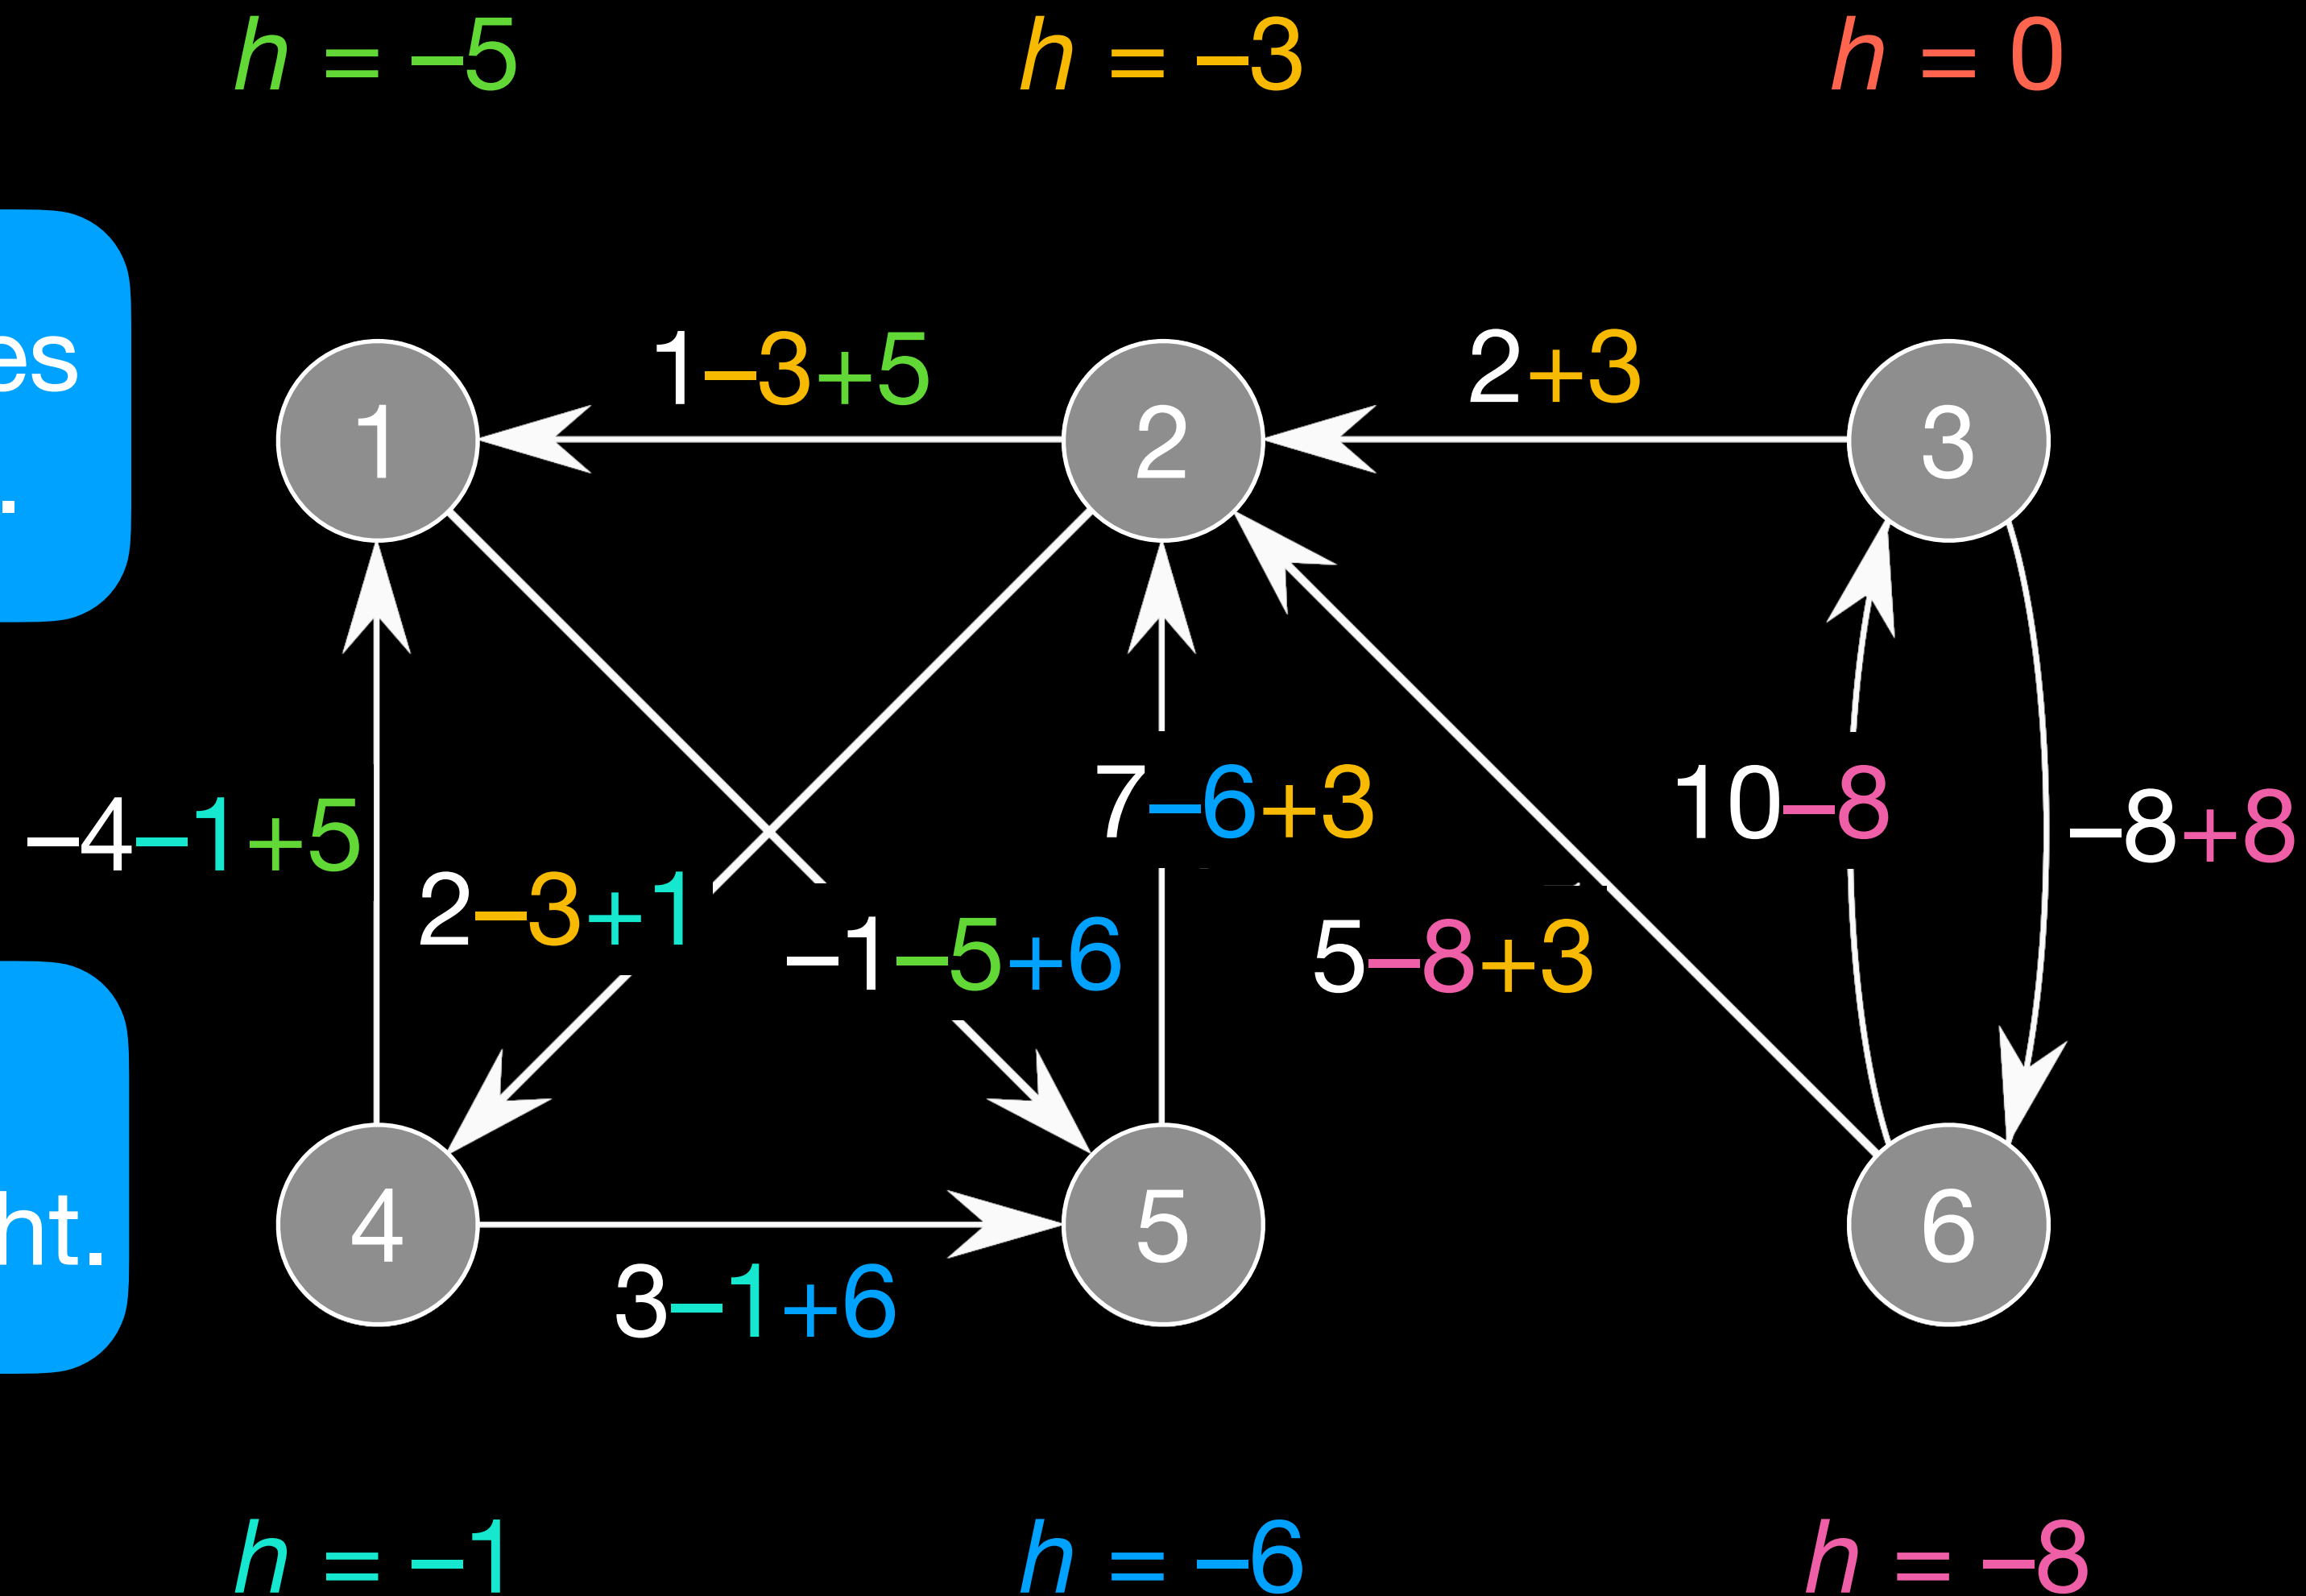 h = –5
h = –3
h = 0
es
.
1–3+5
2+3
1
2
3
7–6+3
10–8
–8+8
–4–1+5
2–3+1
–1–5+6
5–8+3
ht.
4
5
6
3–1+6
h = –1
h = –6
h = –8